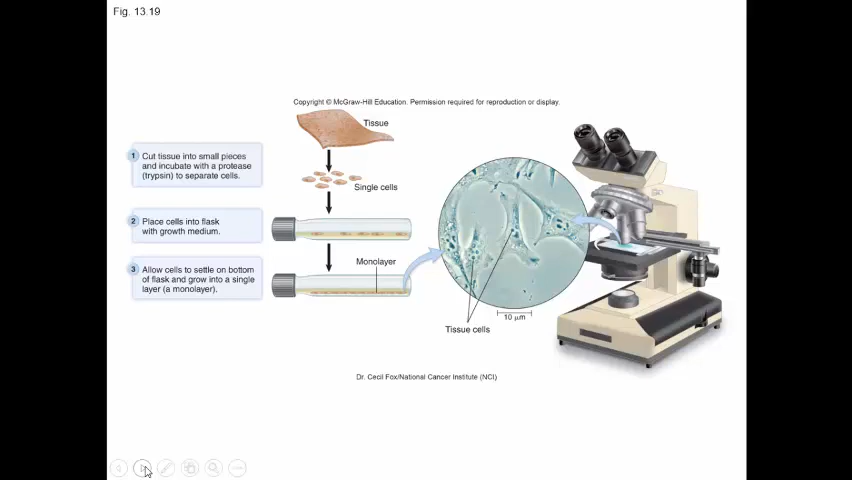 Fig. 13.19
Copyright © McGraw-Hill Education. Permission required for reproduction or display.
Tissue
1 Cut tissue into small pieces
and incubate with a protease
(trypsin) to separate cells.
Single cells
2 Place cells into flask
with growth medium.
3 Allow cells to settle on bottom
of flask and grow into a single
layer (a monolayer).
Monolayer
Tissue cells
10 μm
Dr. Cecil Fox/National Cancer Institute (NCI)